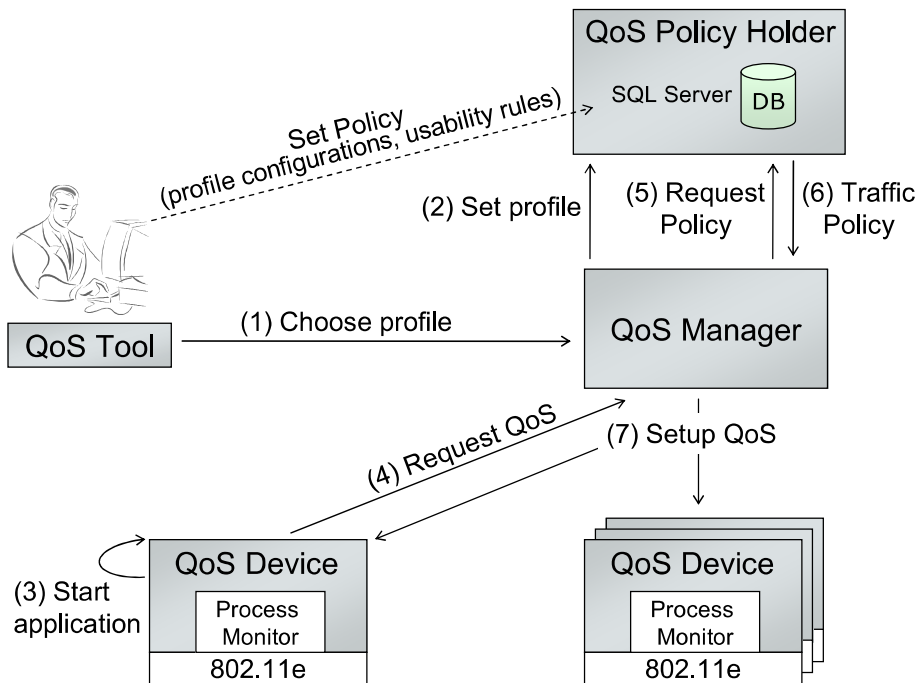 QoS Policy Holder
SQL Server
DB
Set Policy
(profile configurations, usability rules)
(2) Set profile
(5) Request
Policy
(6) Traffic
Policy
QoS Tool
(1) Choose profile
QoS Manager
(4) Request QoS
(7) Setup QoS
(3) Start
application
QoS Device
Process
Monitor
802.11e
QoS Device
Process
Monitor
802.11e